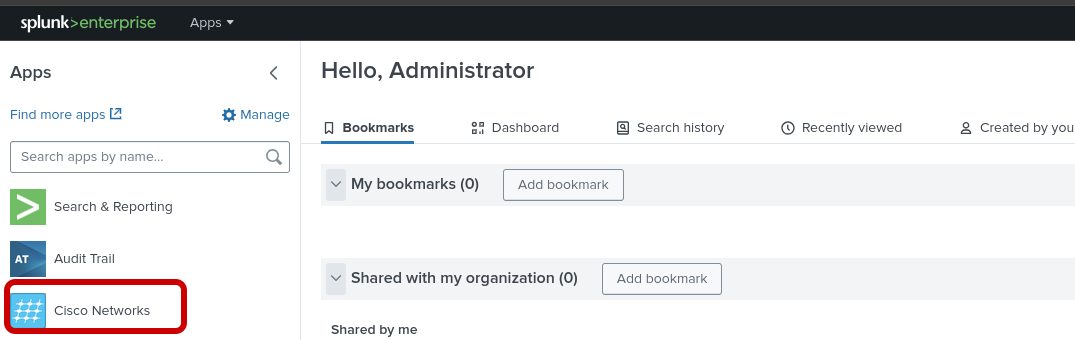 splunk>enterprise Apps
Apps
Find more apps Manage
Search apps by name...
Search & Reporting
AT Audit Trail
Cisco Networks
Hello, Administrator
Bookmarks Dashboard Search history Recently viewed Created by you
My bookmarks (0) Add bookmark
Shared with my organization (0) Add bookmark
Shared by me